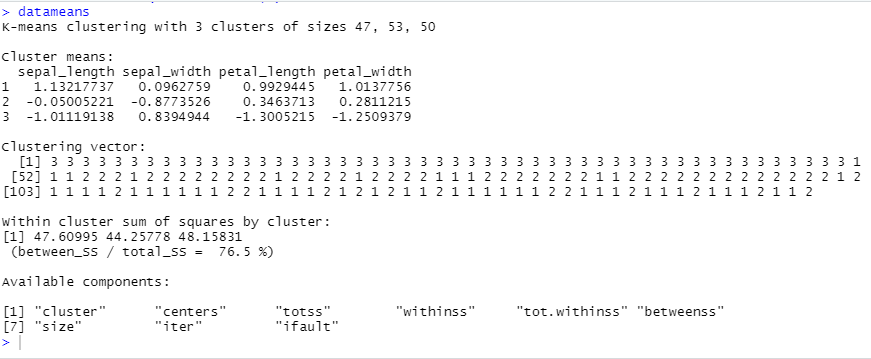 > datameans
K-means clustering with 3 clusters of sizes 47, 53, 50
Cluster means:
sepal_length sepal_width petal_length petal_width
1 1.13217737 0.0962759 0.9929445 1.0137756
2 -0.05005221 -0.8773526 0.3463713 0.2811215
3 -1.01119138 0.8394944 -1.3005215 -1.2509379
Clustering vector:
[1] 3 3 3 3 3 3 3 3 3 3 3 3 3 3 3 3 3 3 3 3 3 3 3 3 3 3 3 3 3 3 3 3 3 3 3 3 3 3 3 3 3 3 3 3 3 3 3 3 3 3 1
[52] 1 1 2 2 2 1 2 2 2 2 2 2 2 2 1 2 2 2 2 1 2 2 2 2 1 1 1 2 2 2 2 2 2 2 1 1 2 2 2 2 2 2 2 2 2 2 2 2 2 1 2
[103] 1 1 1 1 2 1 1 1 1 1 1 2 2 1 1 1 1 2 1 2 1 2 1 1 2 1 1 1 1 1 1 2 2 1 1 1 2 1 1 1 2 1 1 1 2 1 1 2
Within cluster sum of squares by cluster:
[1] 47.60995 44.25778 48.15831
(between_SS / total_SS = 76.5 %)
Available components:
[1] "cluster" "centers" "totss" "withinss" "tot.withinss" "betweenss"
[7] "size" "iter" "ifault"
>